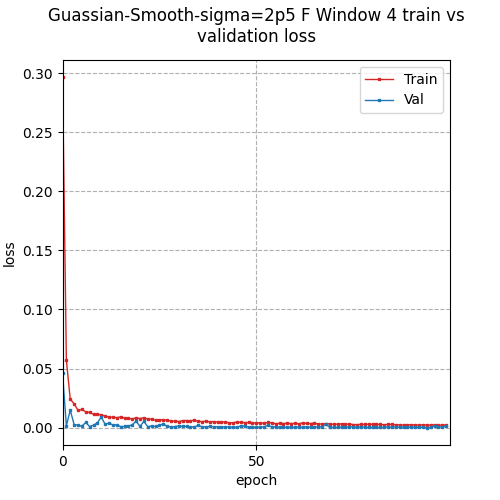 Guassian-Smooth-sigma=2p5 F Window 4 train vs
validation loss
0.30
0.25
0.20
0.15
0.10
0.05
0.00
loss
Train
Val
0
50
epoch